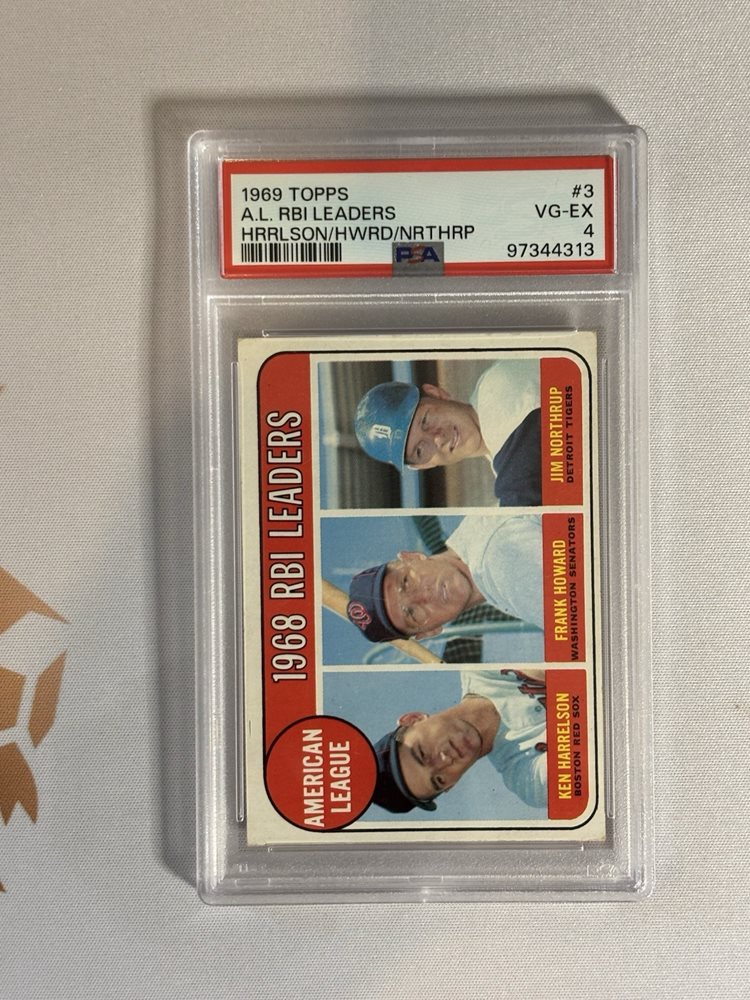 1969 TOPPS #3
A.L. RBI LEADERS VG-EX
HRRLSON/HWRD/NRTHRP 4
PSA 97344313
1968 RBI LEADERS
AMERICAN
LEAGUE
KEN HARRELSON
BOSTON RED SOX
FRANK HOWARD
WASHINGTON SENATORS
JIM NORTHRUP
DETROIT TIGERS